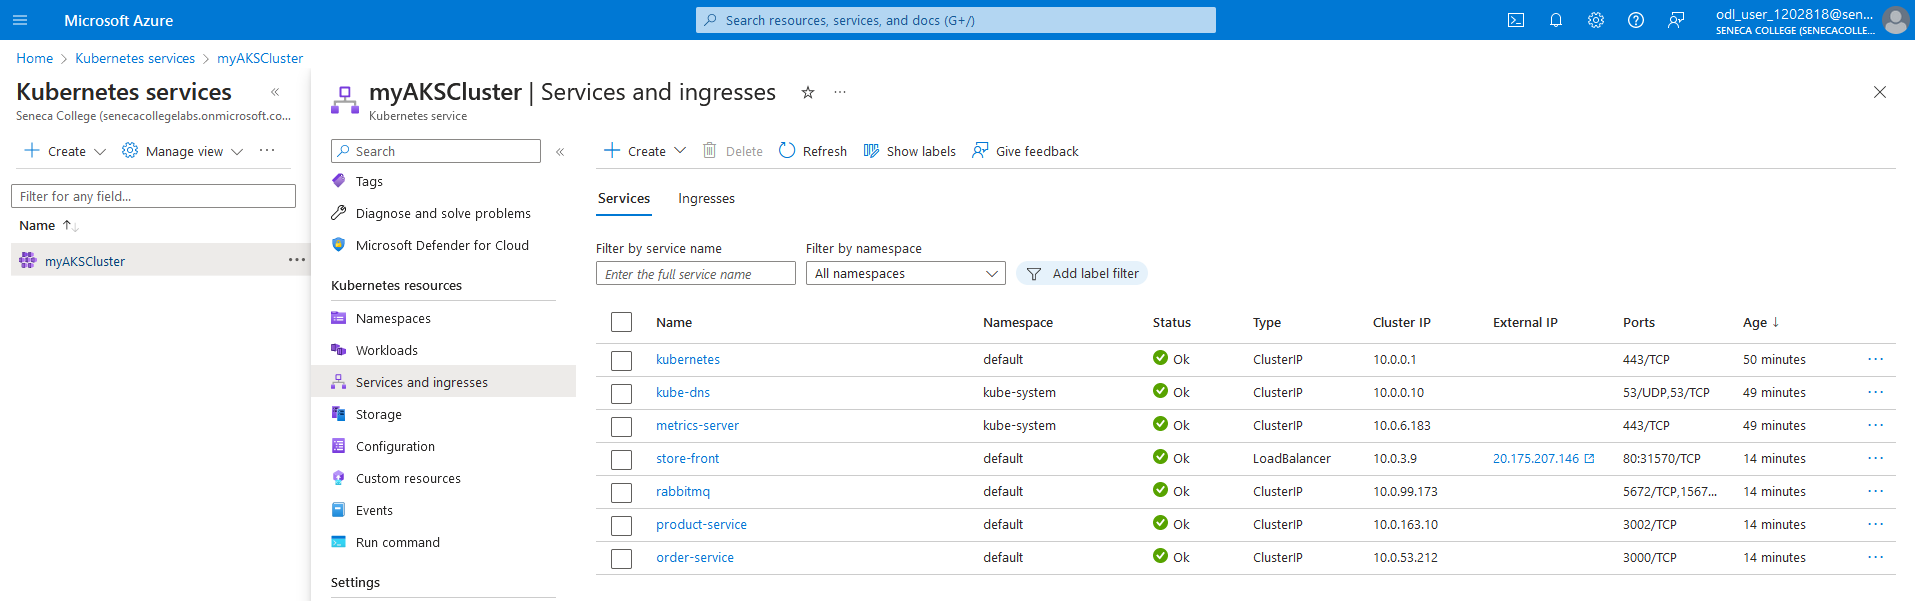 Microsoft Azure
Search resources, services, and docs (G+/)
odl_user_1202818@sen...
SENECA COLLEGE (SENECACOLLE...
Home > Kubernetes services > myAKSCluster
Kubernetes services «
Seneca College (senecacollegelabs.onmicrosoft.co...
+ Create Manage view ...
Filter for any field...
Name ↑↓
myAKSCluster ...
myAKSCluster | Services and ingresses ☆ ...
Kubernetes service
Search «
Tags
Diagnose and solve problems
Microsoft Defender for Cloud
Kubernetes resources
Namespaces
Workloads
Services and ingresses
Storage
Configuration
Custom resources
Events
Run command
Settings
+ Create Delete Refresh Show labels Give feedback
Services Ingresses
Filter by service name Filter by namespace
Enter the full service name All namespaces Add label filter
Name Namespace Status Type Cluster IP External IP Ports Age ↓
kubernetes default Ok ClusterIP 10.0.0.1 443/TCP 50 minutes ...
kube-dns kube-system Ok ClusterIP 10.0.0.10 53/UDP,53/TCP 49 minutes ...
metrics-server kube-system Ok ClusterIP 10.0.6.183 443/TCP 49 minutes ...
store-front default Ok LoadBalancer 10.0.3.9 20.175.207.146 80:31570/TCP 14 minutes ...
rabbitmq default Ok ClusterIP 10.0.99.173 5672/TCP,1567... 14 minutes ...
product-service default Ok ClusterIP 10.0.163.10 3002/TCP 14 minutes ...
order-service default Ok ClusterIP 10.0.53.212 3000/TCP 14 minutes ...